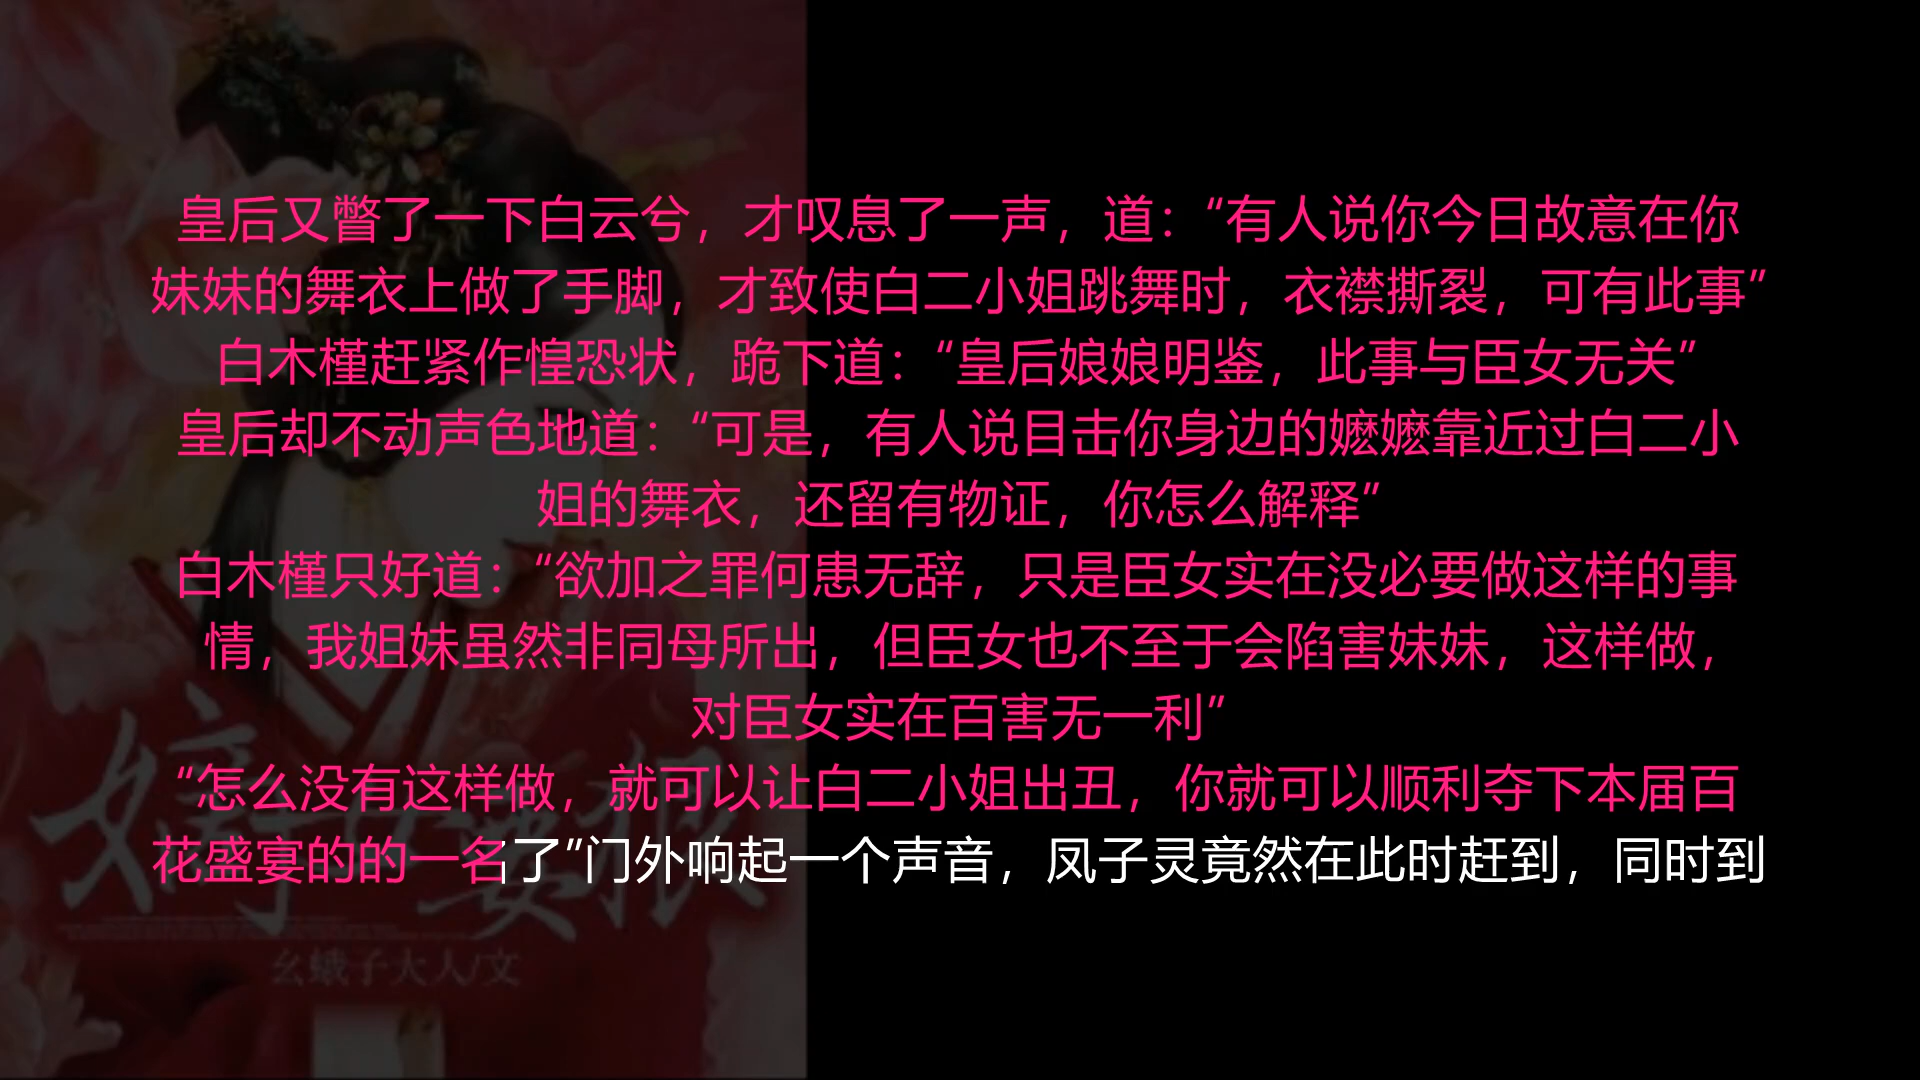 皇后又瞥了一下白云兮，才叹息了一声，道：“有人说你今日故意在你
妹妹的舞衣上做了手脚，才致使白二小姐跳舞时，衣襟撕裂，可有此事”
白木槿赶紧作惶恐状，跪下道：“皇后娘娘明鉴，此事与臣女无关”
皇后却不动声色地道：“可是，有人说目击你身边的嬷嬷靠近过白二小
姐的舞衣，还留有物证，你怎么解释”
白木槿只好道：“欲加之罪何患无辞，只是臣女实在没必要做这样的事
情，我姐妹虽然非同母所出，但臣女也不至于会陷害妹妹，这样做，
对臣女实在百害无一利”
“怎么没有这样做，就可以让白二小姐出丑，你就可以顺利夺下本届百
花盛宴的的一名了”门外响起一个声音，凤子灵竟然在此时赶到，同时到
幺蛾子大人/文